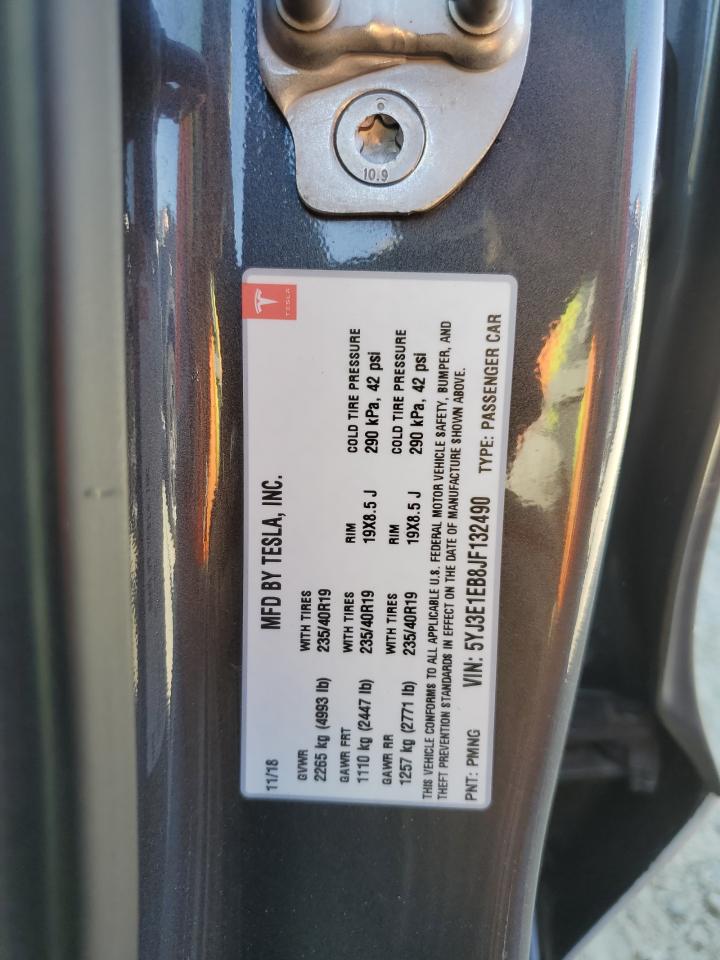 10.9
TESLA
MFD BY TESLA, INC.
11/18
GVWR WITH TIRES RIM COLD TIRE PRESSURE
2265 kg (4993 lb) 235/40R19
GAWR FRT WITH TIRES RIM COLD TIRE PRESSURE
1110 kg (2447 lb) 235/40R19 19X8.5 J 290 kPa, 42 psi
GAWR RR WITH TIRES RIM COLD TIRE PRESSURE
1257 kg (2771 lb) 235/40R19 19X8.5 J 290 kPa, 42 psi
THIS VEHICLE CONFORMS TO ALL APPLICABLE U.S. FEDERAL MOTOR VEHICLE SAFETY, BUMPER, AND
THEFT PREVENTION STANDARDS IN EFFECT ON THE DATE OF MANUFACTURE SHOWN ABOVE.
PNT: PMNG VIN: 5YJ3E1EB8JF132490 TYPE: PASSENGER CAR